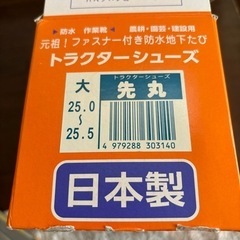 防水 作業靴 農耕・園芸・建設用
元祖!ファスナー付き防水地下たび
トラクターシューズ
大
25.0
~
25.5
トラクターシューズ
先丸
4 979288 303140
日本製